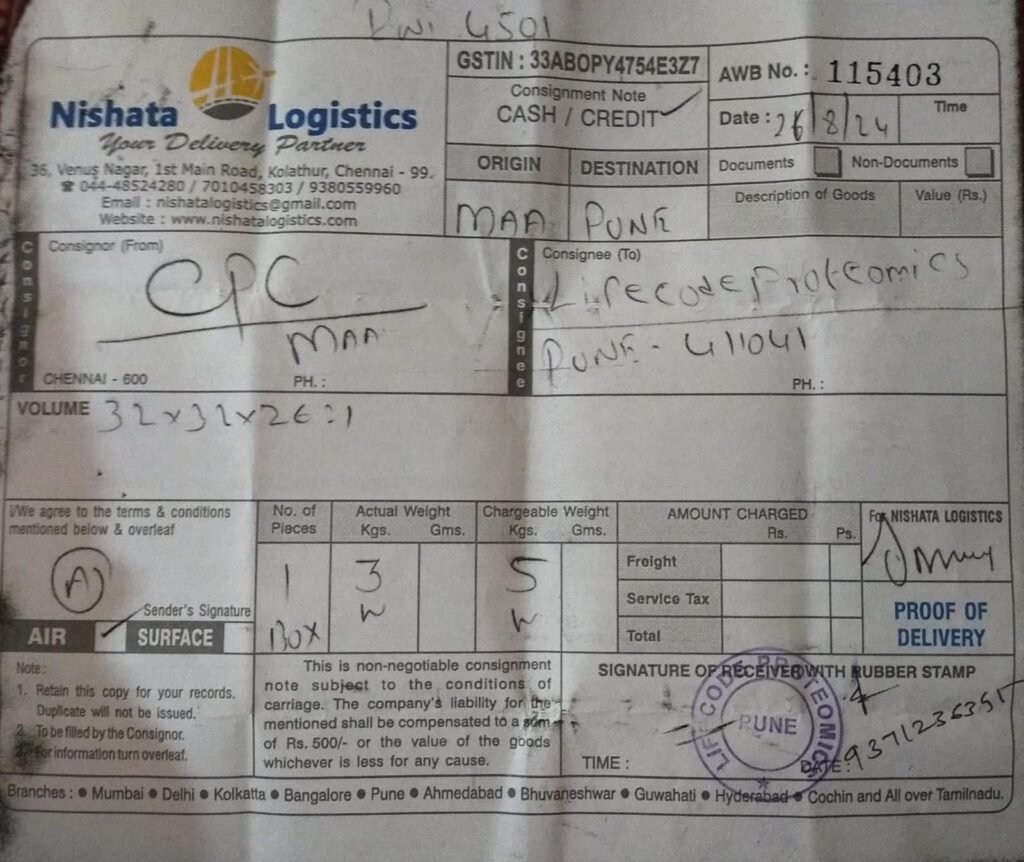 4501
Nishata Logistics
Your Delivery Partner
36, Venus Nagar, 1st Main Road, Kolathur, Chennai - 99.
☎ 044-48524280 / 7010458303 / 9380559960
Email : nishatalogistics@gmail.com
Website : www.nishatalogistics.com
GSTIN : 33ABOPY4754E3Z7
Consignment Note
CASH / CREDIT ✓
AWB No. : 115403
Date : 26/8/24
Time
ORIGIN DESTINATION
MAA PUNE
Documents Non-Documents
Description of Goods Value (Rs.)
Consignor
Consignor (From)
CPC
MAA
CHENNAI - 600 PH. :
Consignee
Consignee (To)
Lifecode Proteomics
PUNE - 411041
PH. :
VOLUME 32x32x26=1
I/We agree to the terms & conditions
mentioned below & overleaf
A
Sender's Signature
AIR ✓ SURFACE
No. of Pieces
Actual Weight
Kgs. Gms.
Chargeable Weight
Kgs. Gms.
1 3 5
BOX
AMOUNT CHARGED
Rs. Ps.
Freight
Service Tax
Total
For NISHATA LOGISTICS
PROOF OF
DELIVERY
Note :
1. Retain this copy for your records.
Duplicate will not be issued.
2. To be filled by the Consignor.
3. For information turn overleaf.
This is non-negotiable consignment
note subject to the conditions of
carriage. The company's liability for the
mentioned shall be compensated to a sum
of Rs. 500/- or the value of the goods
whichever is less for any cause.
SIGNATURE OF RECEIVER WITH RUBBER STAMP
LIFECODE PROTEOMICS
PUNE
TIME :
DATE :
9371236351
Branches : • Mumbai • Delhi • Kolkatta • Bangalore • Pune • Ahmedabad • Bhuvaneshwar • Guwahati • Hyderabad • Cochin and All over Tamilnadu.